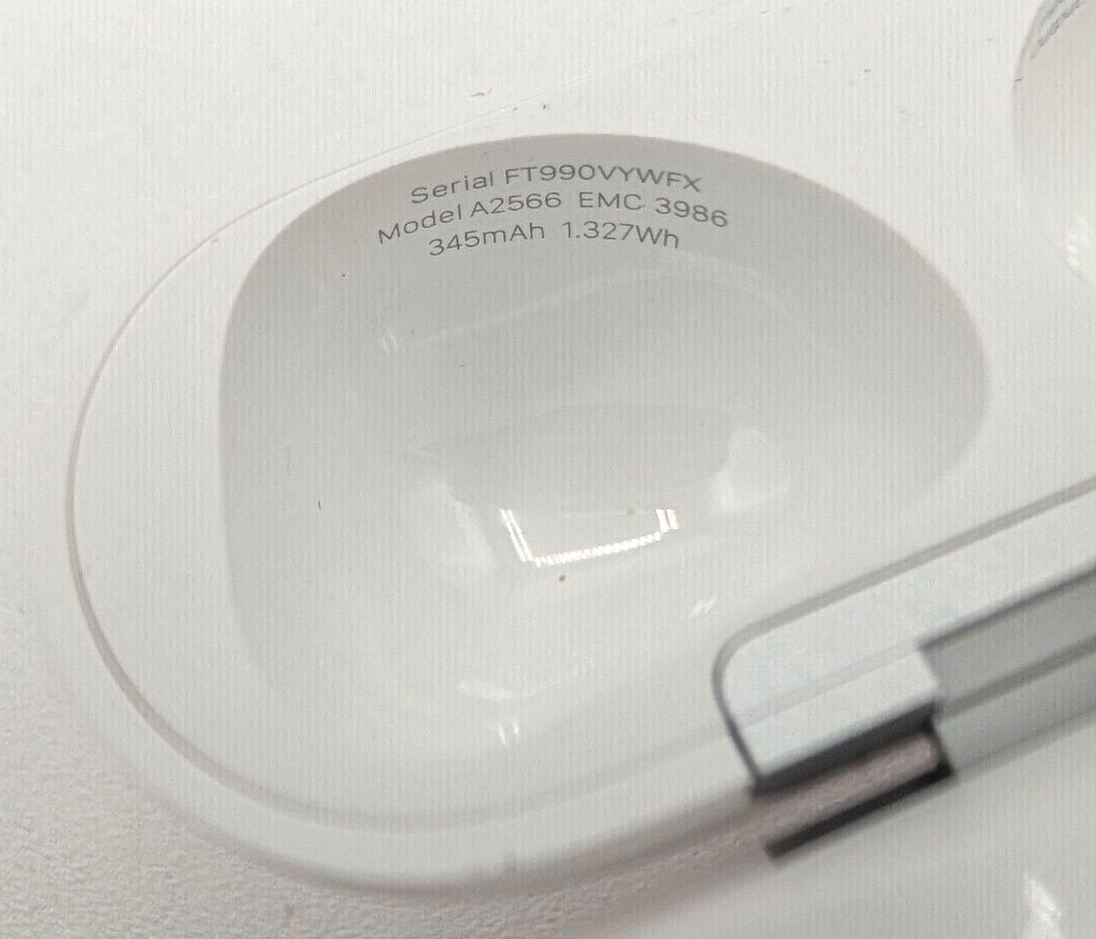 Serial FT990VYWFX
Model A2566 EMC 3986
345mAh 1.327Wh